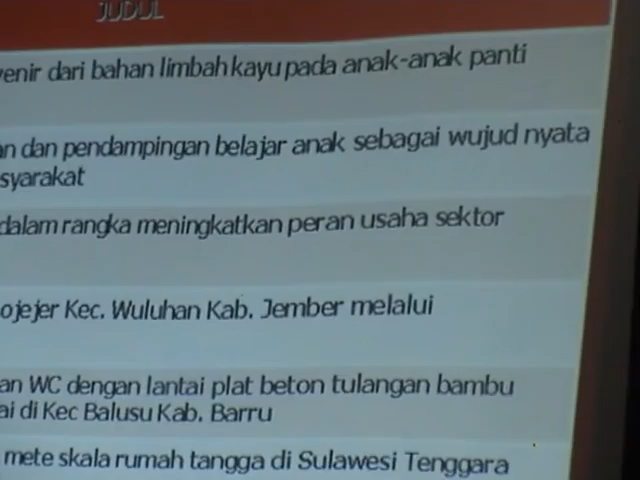 JUDUL
dari bahan limbah kayu pada anak-anak panti
dan pendampingan belajar anak sebagai wujud nyata
syarakat
dalam rangka meningkatkan peran usaha sektor
ojejer Kec. Wuluhan Kab. Jember melalui
an WC dengan lantai plat beton tulangan bambu
ai di Kec Balusu Kab. Barru
mete skala rumah tangga di Sulawesi Tenggara